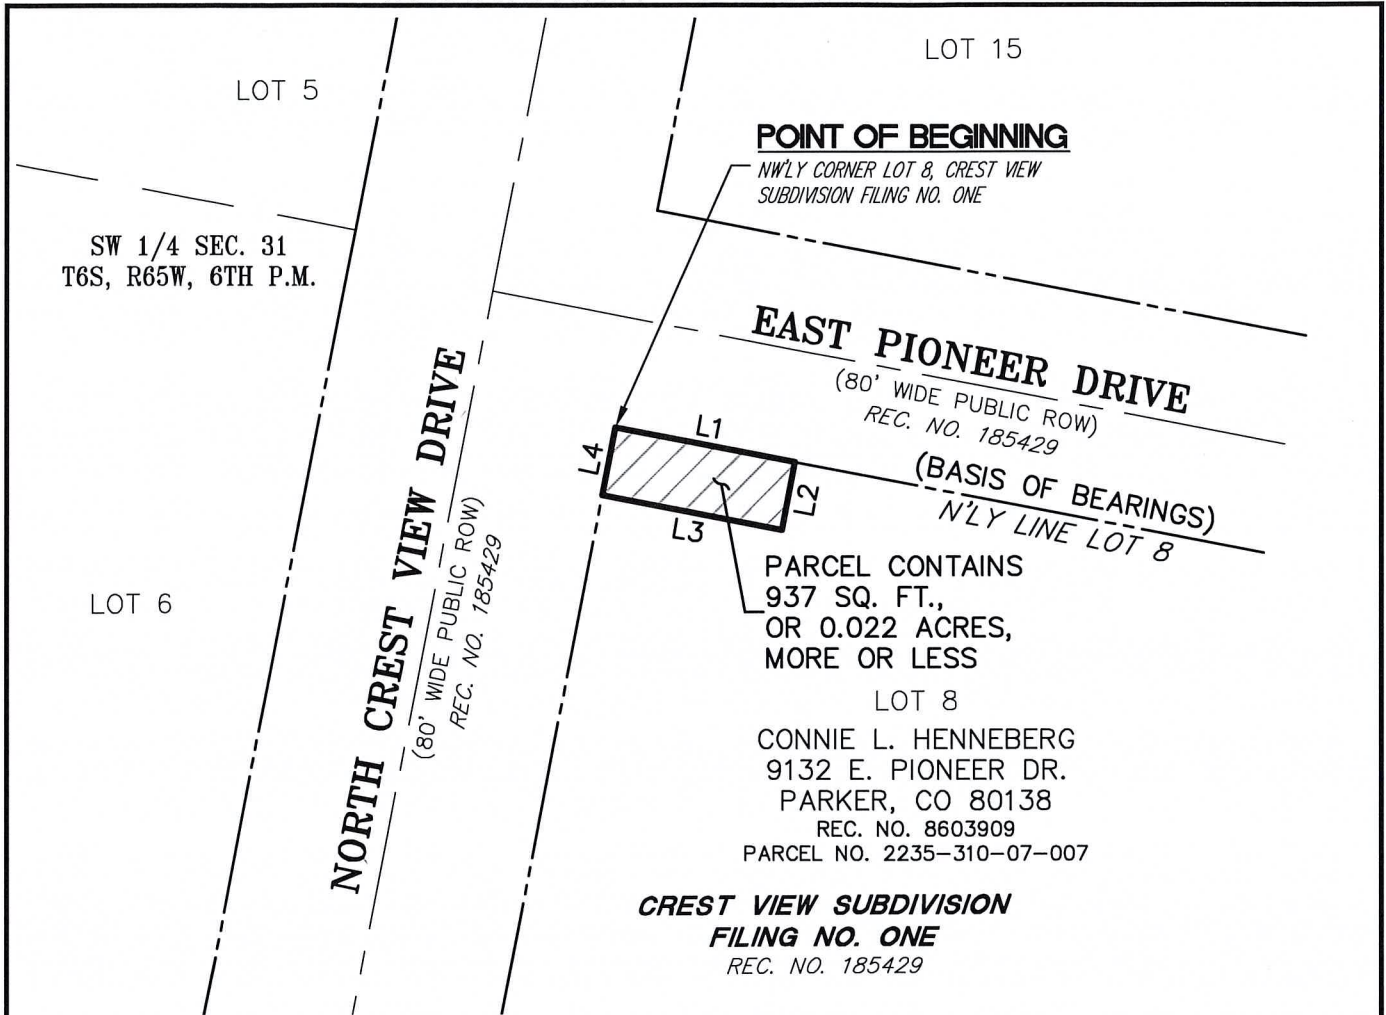 LOT 5
LOT 15
POINT OF BEGINNING
NW'LY CORNER LOT 8, CREST VIEW
SUBDIVISION FILING NO. ONE
SW 1/4 SEC. 31
T6S, R65W, 6TH P.M.
EAST PIONEER DRIVE
(80' WIDE PUBLIC ROW)
REC. NO. 185429
(BASIS OF BEARINGS)
N'LY LINE LOT 8
L1
L4
L2
L3
NORTH CREST VIEW DRIVE
(80' WIDE PUBLIC ROW)
REC. NO. 185429
PARCEL CONTAINS
937 SQ. FT.,
OR 0.022 ACRES,
MORE OR LESS
LOT 6
LOT 8
CONNIE L. HENNEBERG
9132 E. PIONEER DR.
PARKER, CO 80138
REC. NO. 8603909
PARCEL NO. 2235-310-07-007
CREST VIEW SUBDIVISION
FILING NO. ONE
REC. NO. 185429